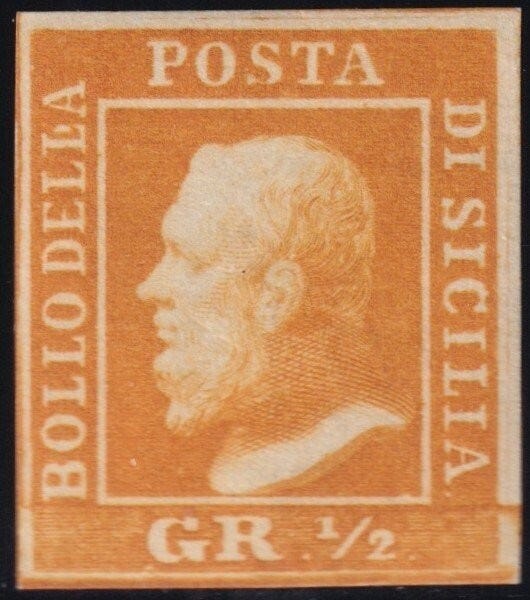 BOLLO DELLA
POSTA
DI SICILIA
GR. 1/2.